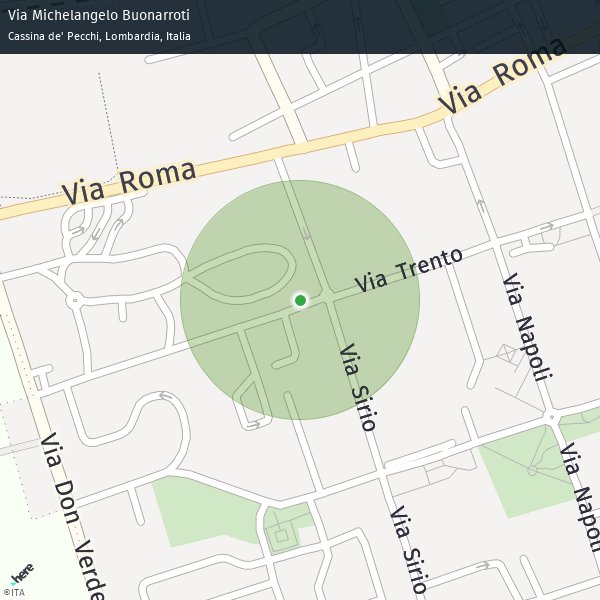 Via Michelangelo Buonarroti
Cassina de' Pecchi, Lombardia, Italia
Via Roma
Via Roma
Via Trento
Via Napoli
Via Sirio
Via Don Verde
Via Napoli
Via Sirio
here
©ITA